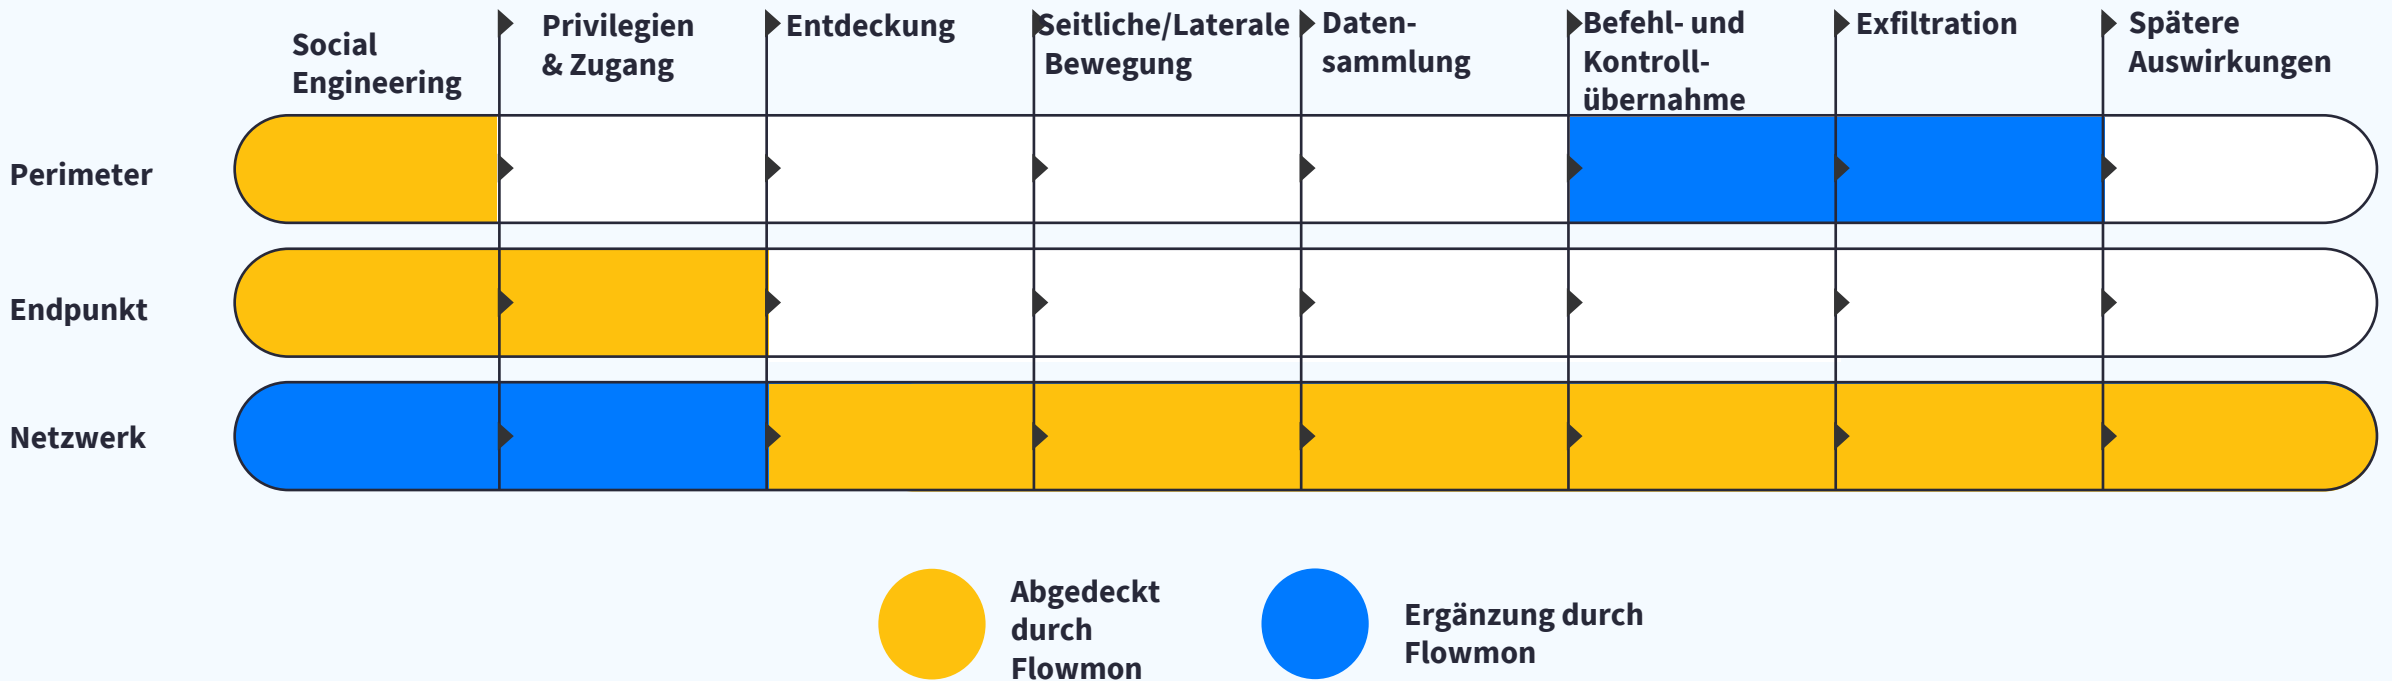 Social
Engineering
Privilegien
& Zugang
Entdeckung
Seitliche/Laterale
Bewegung
Daten-
sammlung
Befehl- und
Kontroll-
übernahme
Exfiltration
Spätere
Auswirkungen
Perimeter
Endpunkt
Netzwerk
Abgedeckt
durch
Flowmon
Ergänzung durch
Flowmon